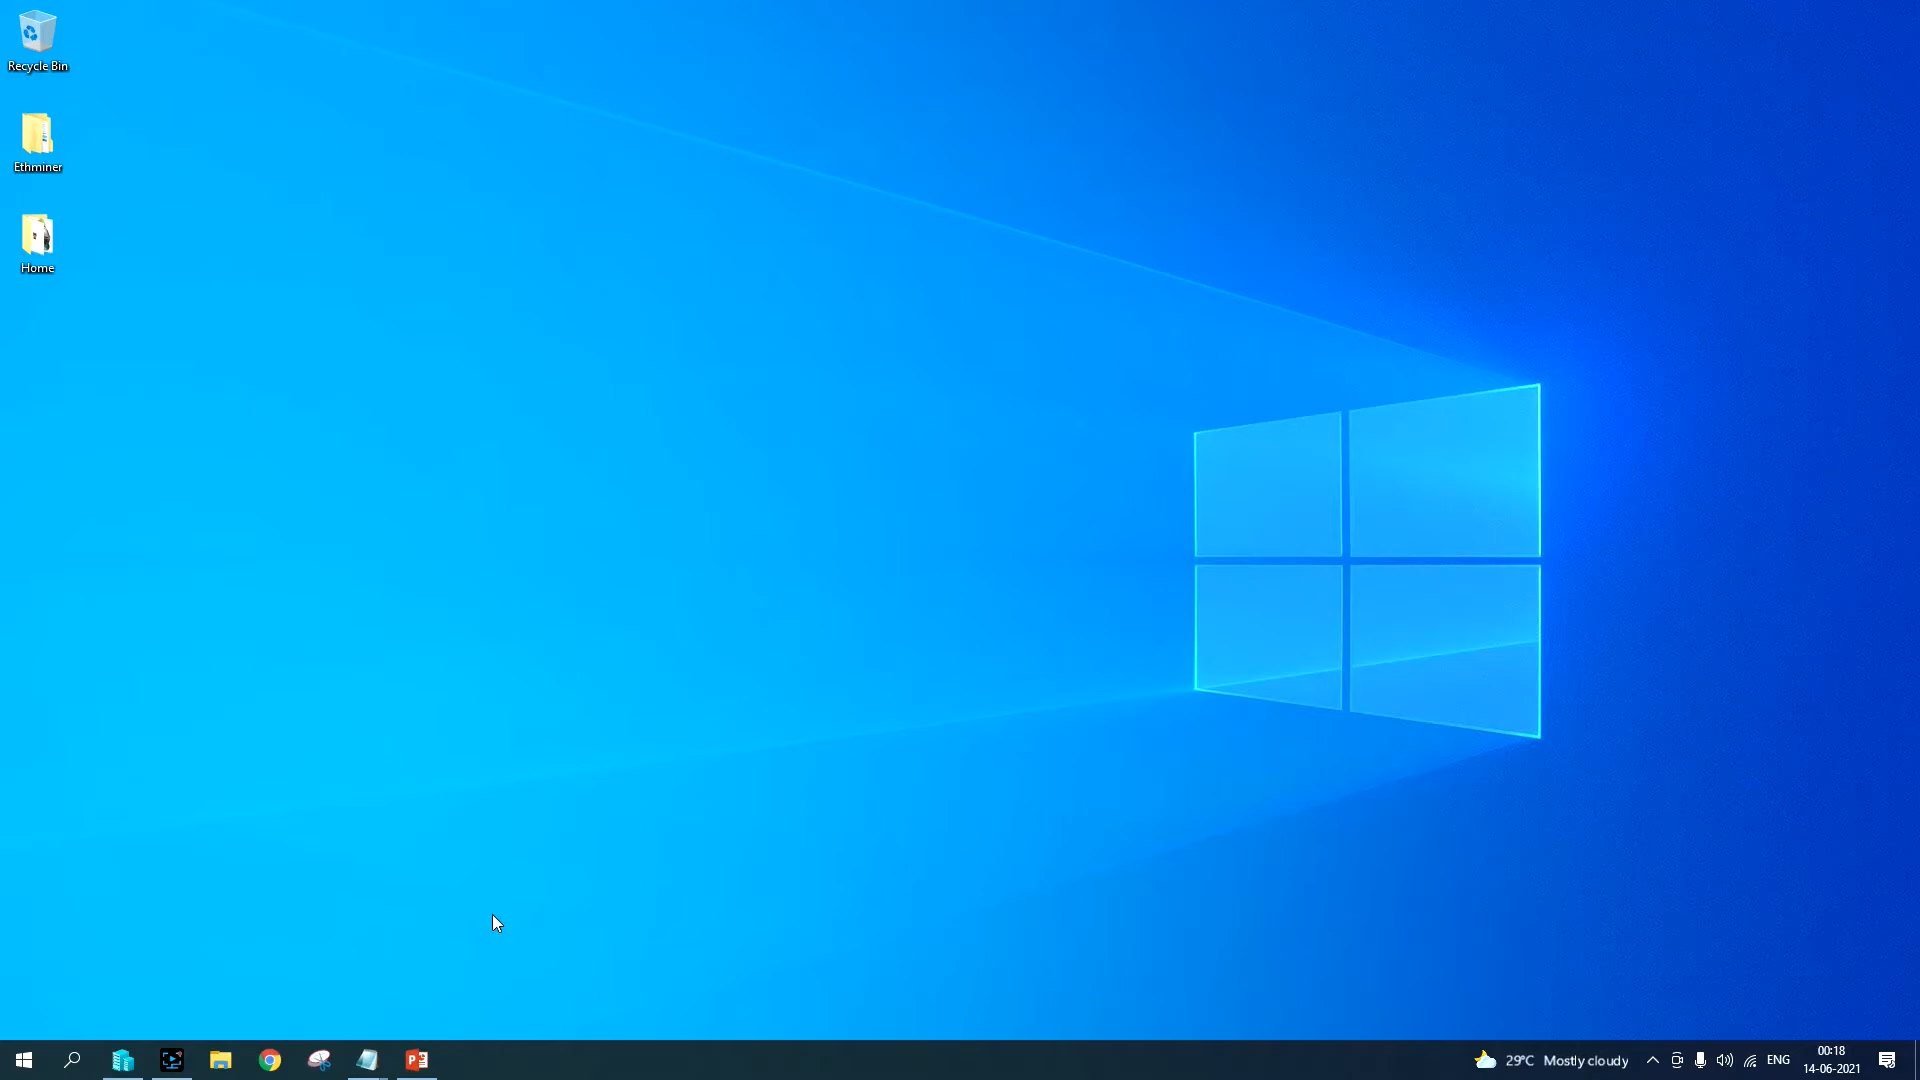 Recycle Bin
Ethminer
Home
29°C Mostly cloudy
ENG
00:18
14-06-2021